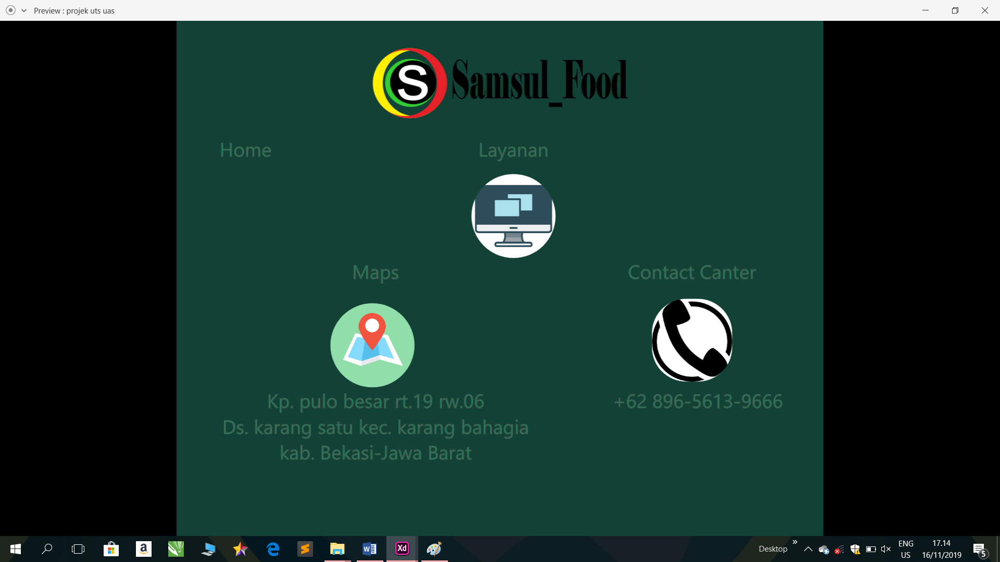 Preview : projek uts uas
S Samsul_Food
Home
Layanan
Maps
Contact Canter
Kp. pulo besar rt.19 rw.06
Ds. karang satu kec. karang bahagia
kab. Bekasi-Jawa Barat
+62 896-5613-9666
Desktop
ENG
US
17.14
16/11/2019
5